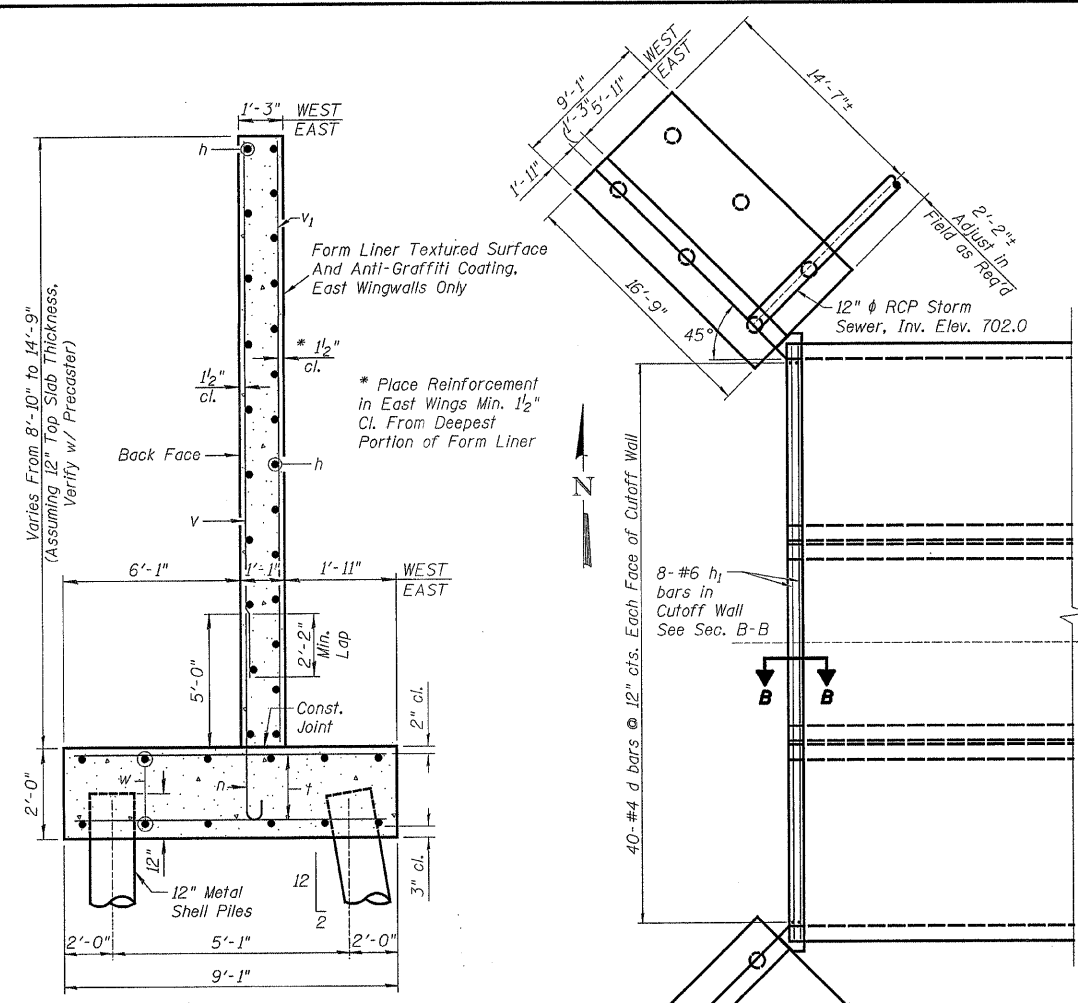 1'-3"
WEST
EAST
h
v1
Form Liner Textured Surface
And Anti-Graffiti Coating,
East Wingwalls Only
* 1½"
cl.
1½"
cl.
* Place Reinforcement
in East Wings Min. 1½"
Cl. From Deepest
Portion of Form Liner
Back Face
h
v
Varies From 8'-10" to 14'-9"
(Assuming 12" Top Slab Thickness,
Verify w/ Precaster)
6'-1"
1'-1"
1'-11"
WEST
EAST
5'-0"
2'-2"
Min.
Lap
Const.
Joint
2" cl.
2'-0"
w
n
t
12"
12" Metal
Shell Piles
12
2
3" cl.
2'-0"
5'-1"
2'-0"
9'-1"
WEST
EAST
9'-1"
5'-11"
1'-3"
1'-11"
14'-7"±
2'-2"±
Adjust in
Field as Req'd
16'-9"
45°
12" ϕ RCP Storm
Sewer, Inv. Elev. 702.0
N
40-#4 d bars @ 12" cts. Each Face of Cutoff Wall
8-#6 h1
bars in
Cutoff Wall
See Sec. B-B
B
B